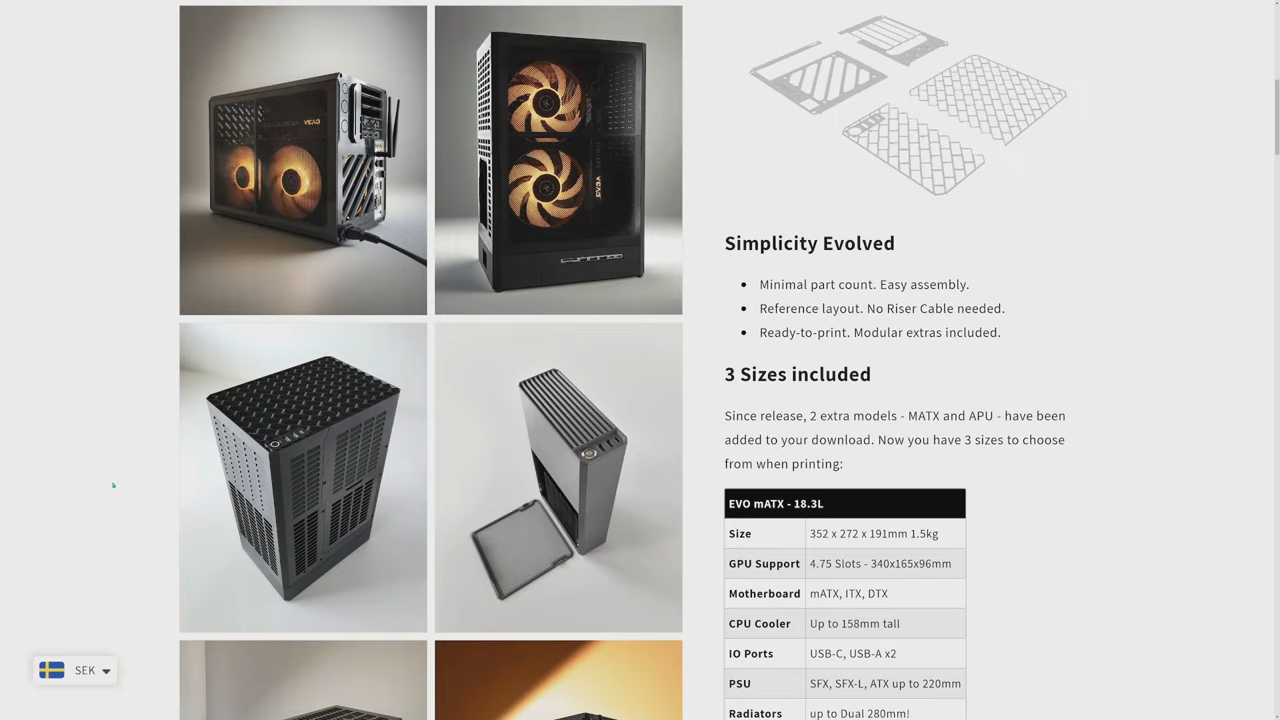 EVGA
EVGA
Simplicity Evolved
Minimal part count. Easy assembly.
Reference layout. No Riser Cable needed.
Ready-to-print. Modular extras included.
3 Sizes included
Since release, 2 extra models - MATX and APU - have been
added to your download. Now you have 3 sizes to choose
from when printing:
EVO mATX - 18.3L
Size 352 x 272 x 191mm 1.5kg
GPU Support 4.75 Slots - 340x165x96mm
Motherboard mATX, ITX, DTX
CPU Cooler Up to 158mm tall
IO Ports USB-C, USB-A x2
PSU SFX, SFX-L, ATX up to 220mm
Radiators up to Dual 280mm!
SEK